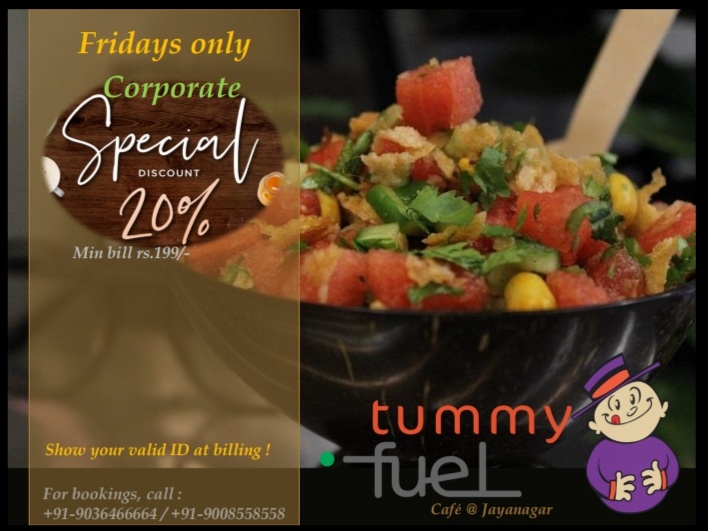 Fridays only
Corporate
Special
DISCOUNT
20%
Min bill rs.199/-
Show your valid ID at billing !
For bookings, call :
+91-9036466664 / +91-9008558558
tummy
fuel
Café @ Jayanagar